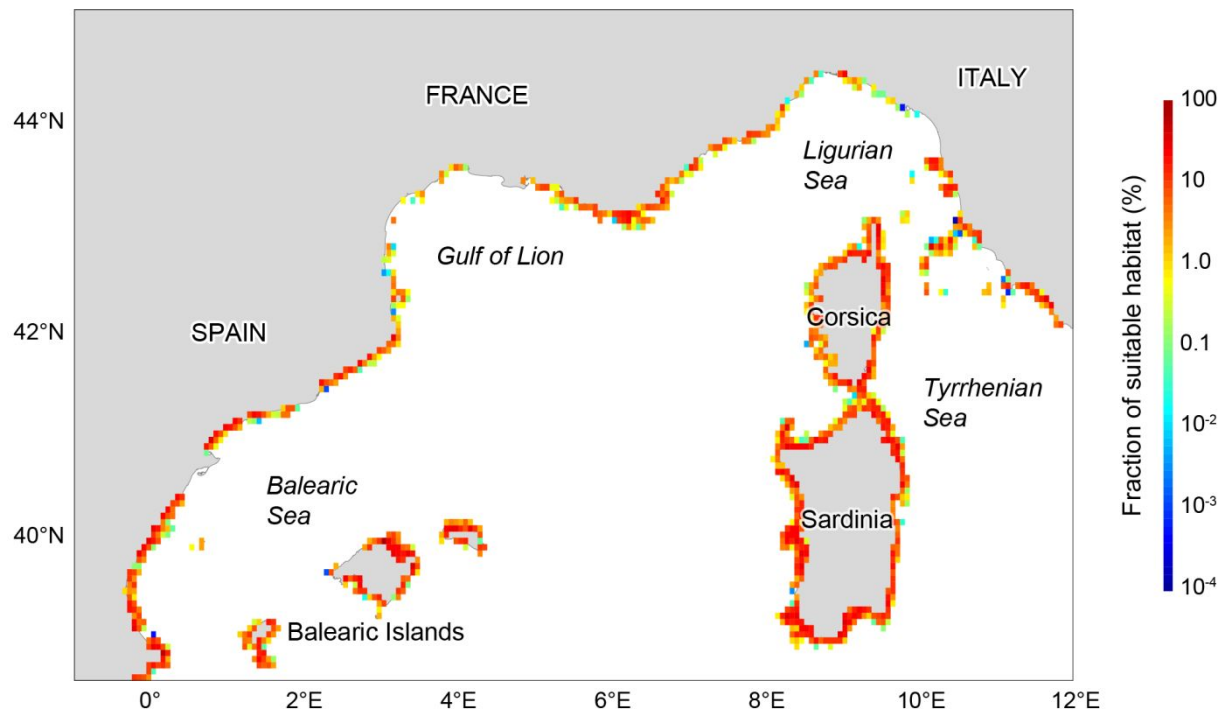 FRANCE
ITALY
44°N
Ligurian
Sea
Gulf of Lion
42°N
SPAIN
Corsica
Tyrrhenian
Sea
Balearic
Sea
40°N
Sardinia
Balearic Islands
0°
2°E
4°E
6°E
8°E
10°E
12°E
100
10
1.0
0.1
10-2
10-3
10-4
Fraction of suitable habitat (%)